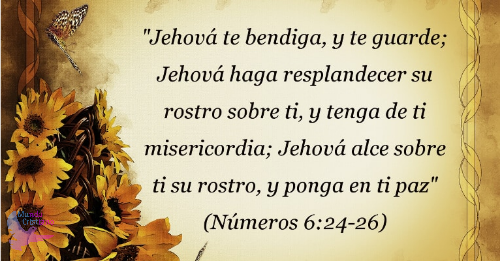 "Jehová te bendiga, y te guarde;
Jehová haga resplandecer su
rostro sobre ti, y tenga de ti
misericordia; Jehová alce sobre
ti su rostro, y ponga en ti paz"
(Números 6:24-26)